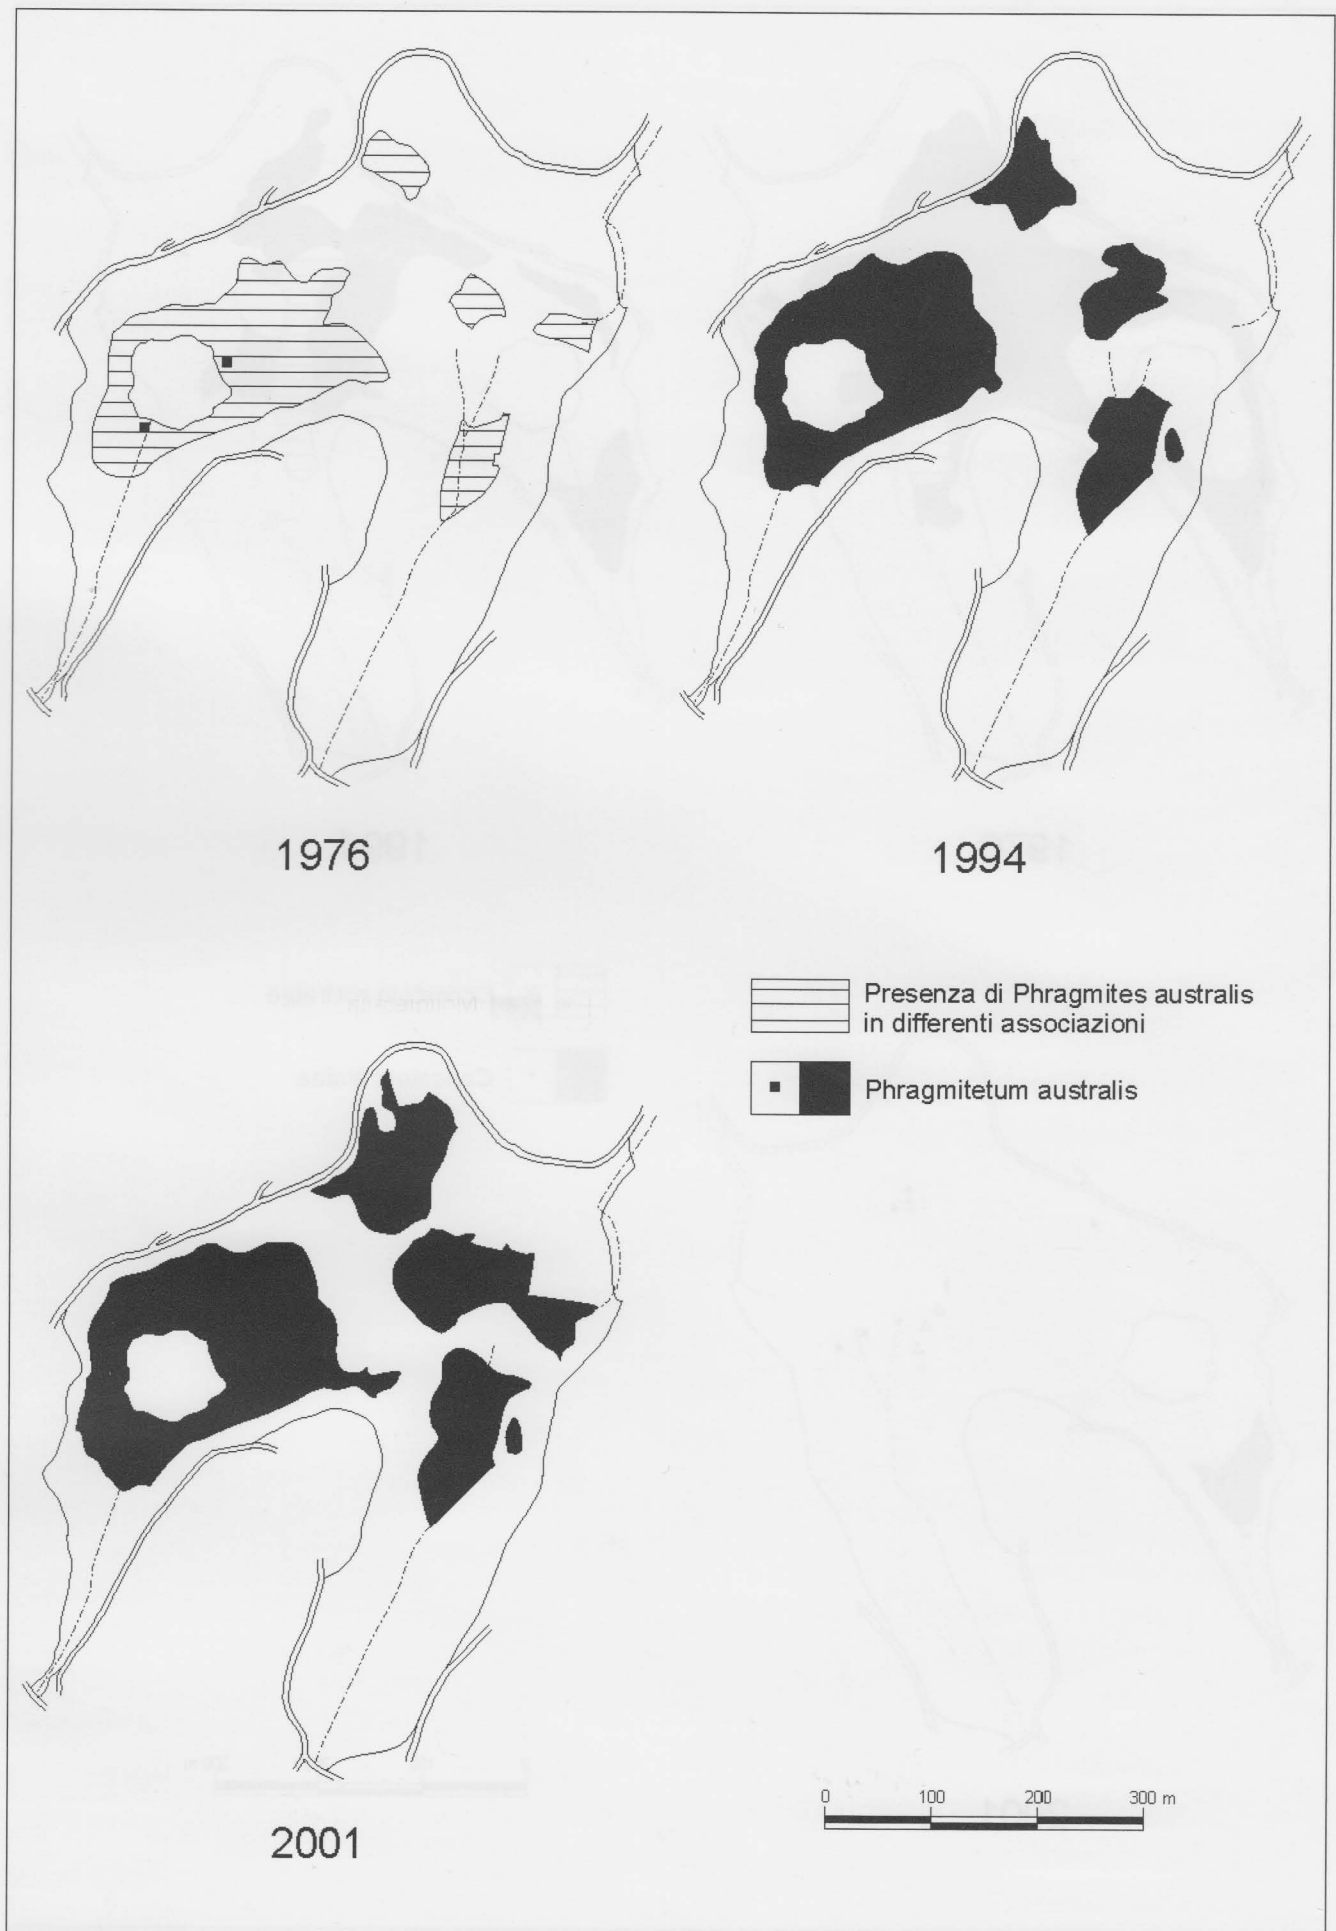 1976
1994
Presenza di Phragmites australis
in differenti associazioni
Phragmitetum australis
0 100 200 300 m
2001